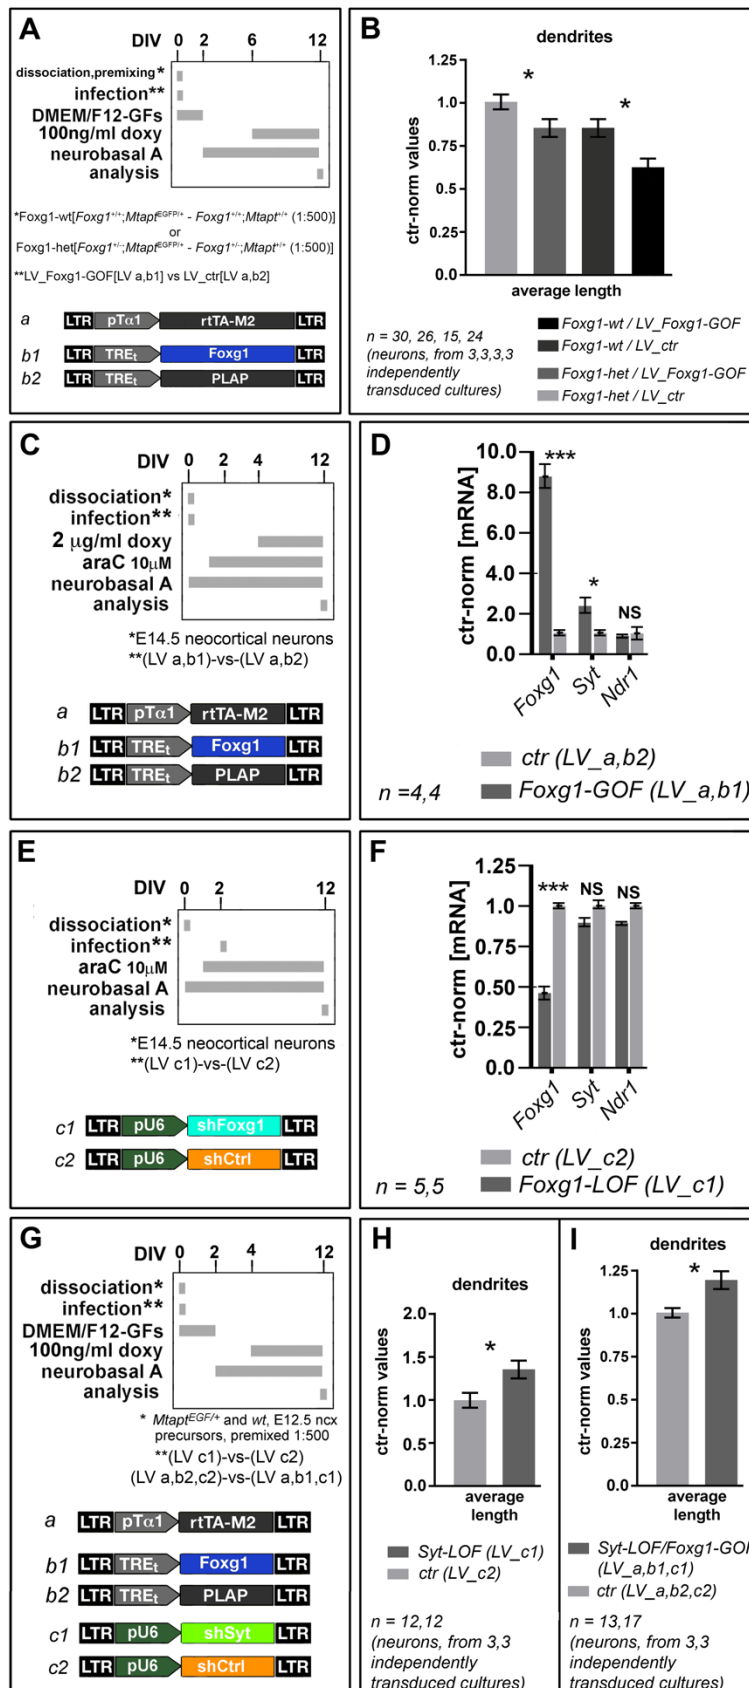 A
DIV
0 2 6 12
dissociation,premixing*
infection**
DMEM/F12-GFs
100ng/ml doxy
neurobasal A
analysis
*Foxg1-wt[Foxg1+/+;MtaptEGFP/+ - Foxg1+/+;Mtapt+/+ (1:500)]
or
Foxg1-het[Foxg1+/-;MtaptEGFP/+ - Foxg1+/-;Mtapt+/+ (1:500)]
**LV_Foxg1-GOF[LV a,b1] vs LV_ctr[LV a,b2]
a LTR pTα1 rtTA-M2 LTR
b1 LTR TREt Foxg1 LTR
b2 LTR TREt PLAP LTR
B
dendrites
ctr-norm values
1.25
1.0
0.75
0.5
0.25
0.0
* *
average length
n = 30, 26, 15, 24
(neurons, from 3,3,3,3
independently
transduced cultures)
Foxg1-wt / LV_Foxg1-GOF
Foxg1-wt / LV_ctr
Foxg1-het / LV_Foxg1-GOF
Foxg1-het / LV_ctr
C
DIV
0 2 4 12
dissociation*
infection**
2 µg/ml doxy
araC 10µM
neurobasal A
analysis
*E14.5 neocortical neurons
**(LV a,b1)-vs-(LV a,b2)
a LTR pTα1 rtTA-M2 LTR
b1 LTR TREt Foxg1 LTR
b2 LTR TREt PLAP LTR
D
ctr-norm [mRNA]
10.0
8.0
6.0
4.0
2.0
0.0
*** * NS
Foxg1 Syt Ndr1
ctr (LV_a,b2)
Foxg1-GOF (LV_a,b1)
n =4,4
E
DIV
0 2 12
dissociation*
infection**
araC 10µM
neurobasal A
analysis
*E14.5 neocortical neurons
**(LV c1)-vs-(LV c2)
c1 LTR pU6 shFoxg1 LTR
c2 LTR pU6 shCtrl LTR
F
ctr-norm [mRNA]
1.25
1.0
0.75
0.50
0.25
0.0
*** NS NS
Foxg1 Syt Ndr1
ctr (LV_c2)
Foxg1-LOF (LV_c1)
n = 5,5
G
DIV
0 2 4 12
dissociation*
infection**
DMEM/F12-GFs
100ng/ml doxy
neurobasal A
analysis
* MtaptEGF/+ and wt, E12.5 ncx
precursors, premixed 1:500
**(LV c1)-vs-(LV c2)
(LV a,b2,c2)-vs-(LV a,b1,c1)
a LTR pTα1 rtTA-M2 LTR
b1 LTR TREt Foxg1 LTR
b2 LTR TREt PLAP LTR
c1 LTR pU6 shSyt LTR
c2 LTR pU6 shCtrl LTR
H
dendrites
ctr-norm values
2.0
1.5
1.0
0.5
0.0
*
average
length
Syt-LOF (LV_c1)
ctr (LV_c2)
n = 12,12
(neurons, from 3,3
independently
transduced cultures)
I
dendrites
ctr-norm values
1.25
1.0
0.75
0.5
0.25
0.0
*
average
length
Syt-LOF/Foxg1-GOF
(LV_a,b1,c1)
ctr (LV_a,b2,c2)
n = 13,17
(neurons, from 3,3
independently
transduced cultures)